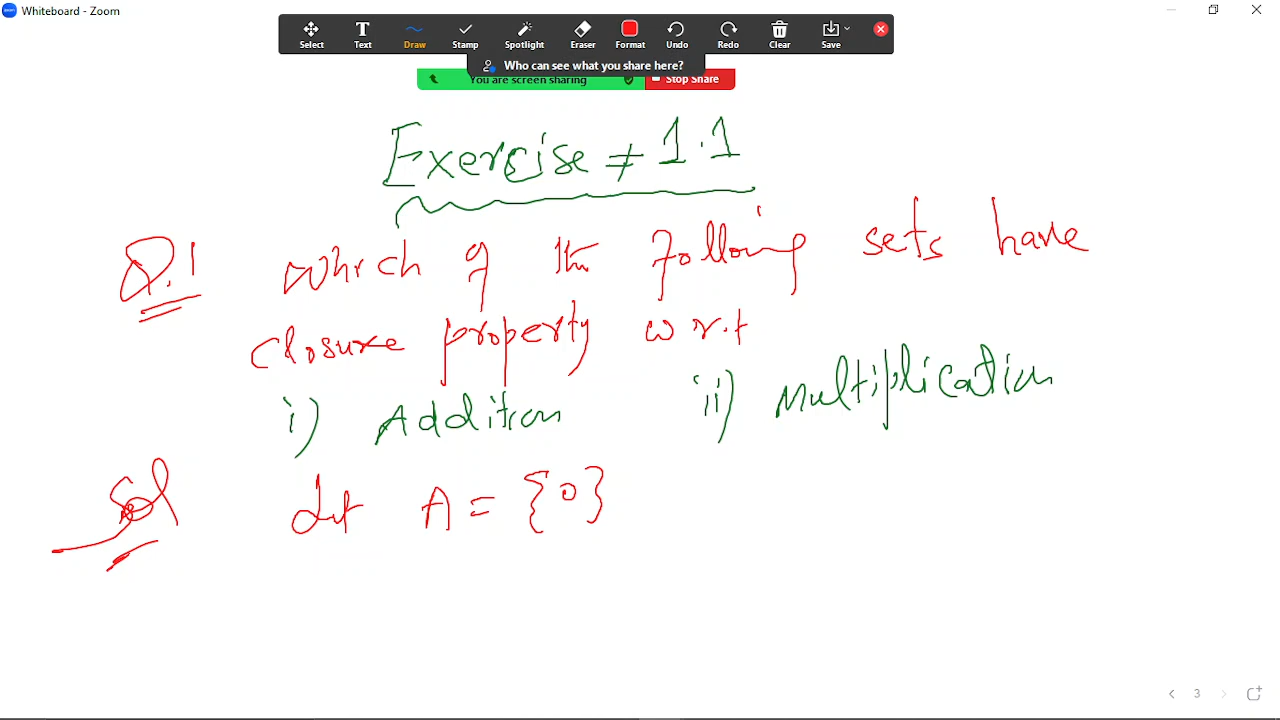 Whiteboard - Zoom
Select Text Draw Stamp Spotlight Eraser Format Undo Redo Clear Save
Who can see what you share here?
You are screen sharing Stop Share
Exercise ≠ 1.1
Q.1 Which of the following sets have
closure property w.r.t
i) Addition ii) Multiplication
Sol Let A = {0}
3